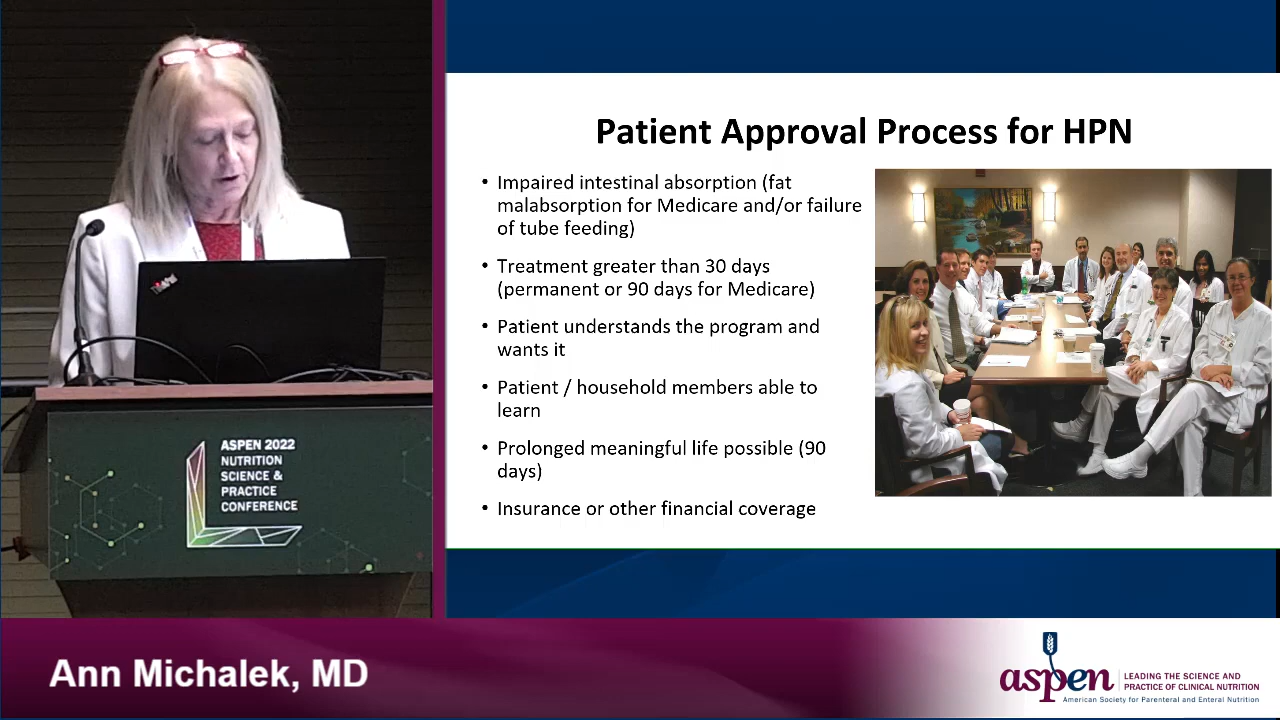 Patient Approval Process for HPN
• Impaired intestinal absorption (fat
malabsorption for Medicare and/or failure
of tube feeding)
• Treatment greater than 30 days
(permanent or 90 days for Medicare)
• Patient understands the program and
wants it
• Patient / household members able to
learn
• Prolonged meaningful life possible (90
days)
• Insurance or other financial coverage
ASPEN 2022
NUTRITION
SCIENCE &
PRACTICE
CONFERENCE
Ann Michalek, MD
aspen
LEADING THE SCIENCE AND
PRACTICE OF CLINICAL NUTRITION
American Society for Parenteral and Enteral Nutrition